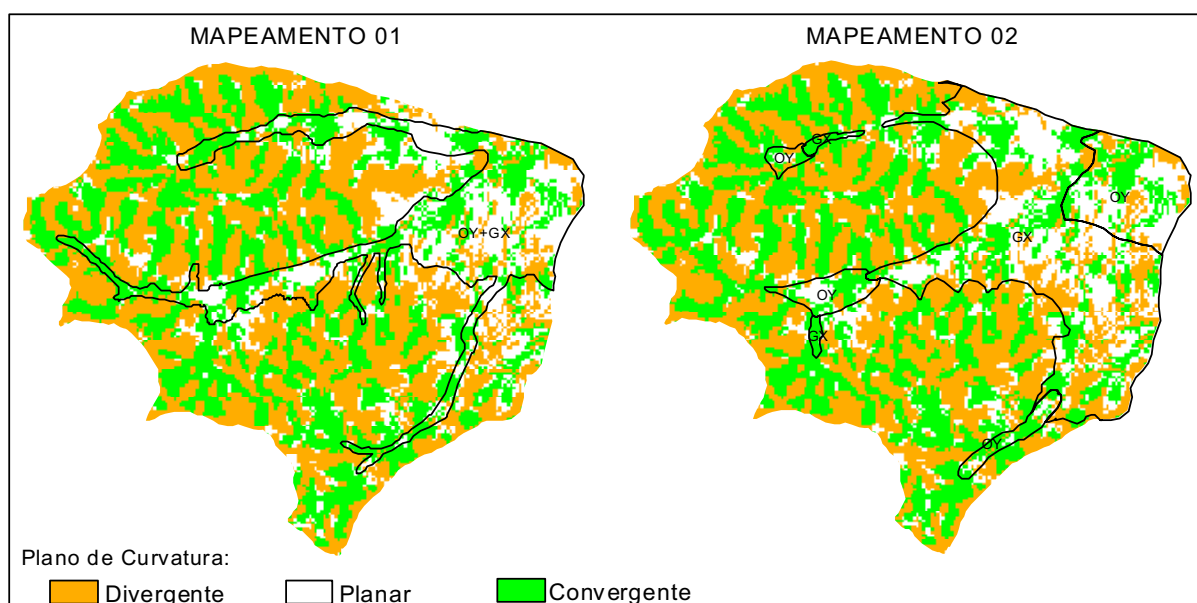 MAPEAMENTO 01
MAPEAMENTO 02
GX
OY
OY
OY+GX
GX
OY
GX
OY
Plano de Curvatura:
Divergente Planar Convergente